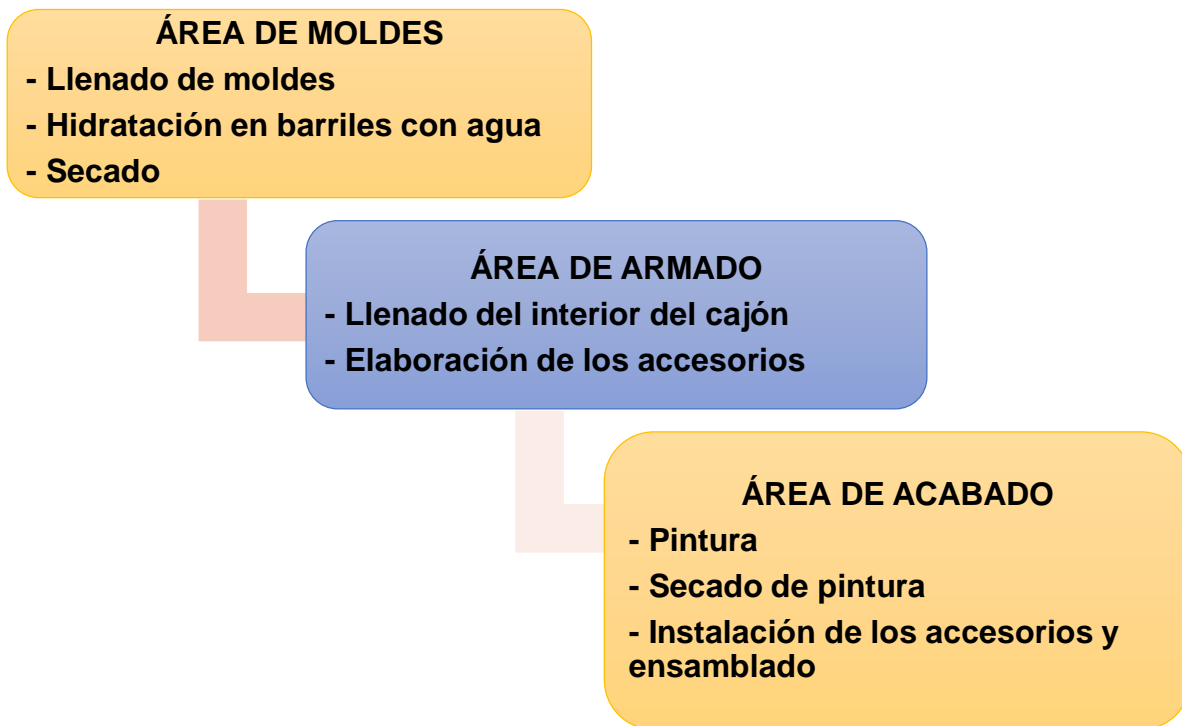 ÁREA DE MOLDES
- Llenado de moldes
- Hidratación en barriles con agua
- Secado
ÁREA DE ARMADO
- Llenado del interior del cajón
- Elaboración de los accesorios
ÁREA DE ACABADO
- Pintura
- Secado de pintura
- Instalación de los accesorios y
ensamblado